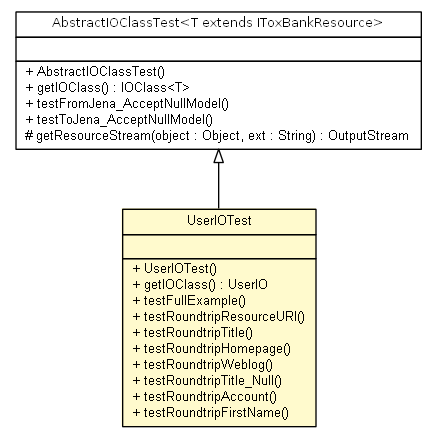 AbstractIOClassTest<T extends IToxBankResource>
+ AbstractIOClassTest()
+ getIOClass() : IOClass<T>
+ testFromJena_AcceptNullModel()
+ testToJena_AcceptNullModel()
# getResourceStream(object : Object, ext : String) : OutputStream
UserIOTest
+ UserIOTest()
+ getIOClass() : UserIO
+ testFullExample()
+ testRoundtripResourceURI()
+ testRoundtripTitle()
+ testRoundtripHomepage()
+ testRoundtripWeblog()
+ testRoundtripTitle_Null()
+ testRoundtripAccount()
+ testRoundtripFirstName()